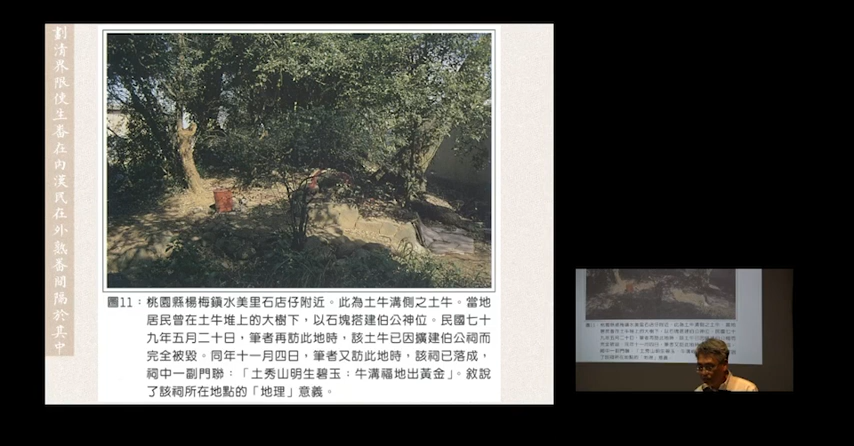 劃清界限使生番在內漢民在外熟番間隔於其中
圖11：桃園縣楊梅鎮水美里石店仔附近。此為土牛溝側之土牛。當地
居民曾在土牛堆上的大樹下，以石塊搭建伯公神位。民國七十
九年五月二十日，筆者再訪此地時，該土牛已因擴建伯公祠而
完全被毀。同年十一月四日，筆者又訪此地時，該祠已落成，
祠中一副門聯：「土秀山明生碧玉：牛溝福地出黃金」。敘說
了該祠所在地點的「地理」意義。